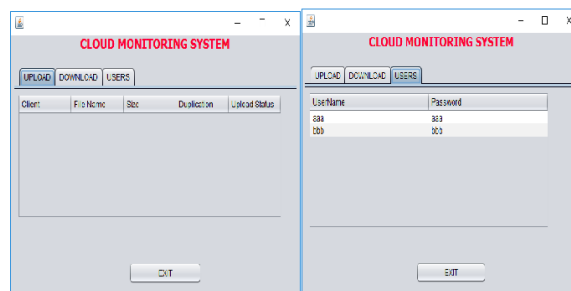 CLOUD MONITORING SYSTEM
UPLOAD DOWNLOAD USERS
Client File Name Size Duplication Upload Status
EXIT
CLOUD MONITORING SYSTEM
UPLOAD DOWNLOAD USERS
UserName Password
aaa aaa
bbb bbb
EXIT